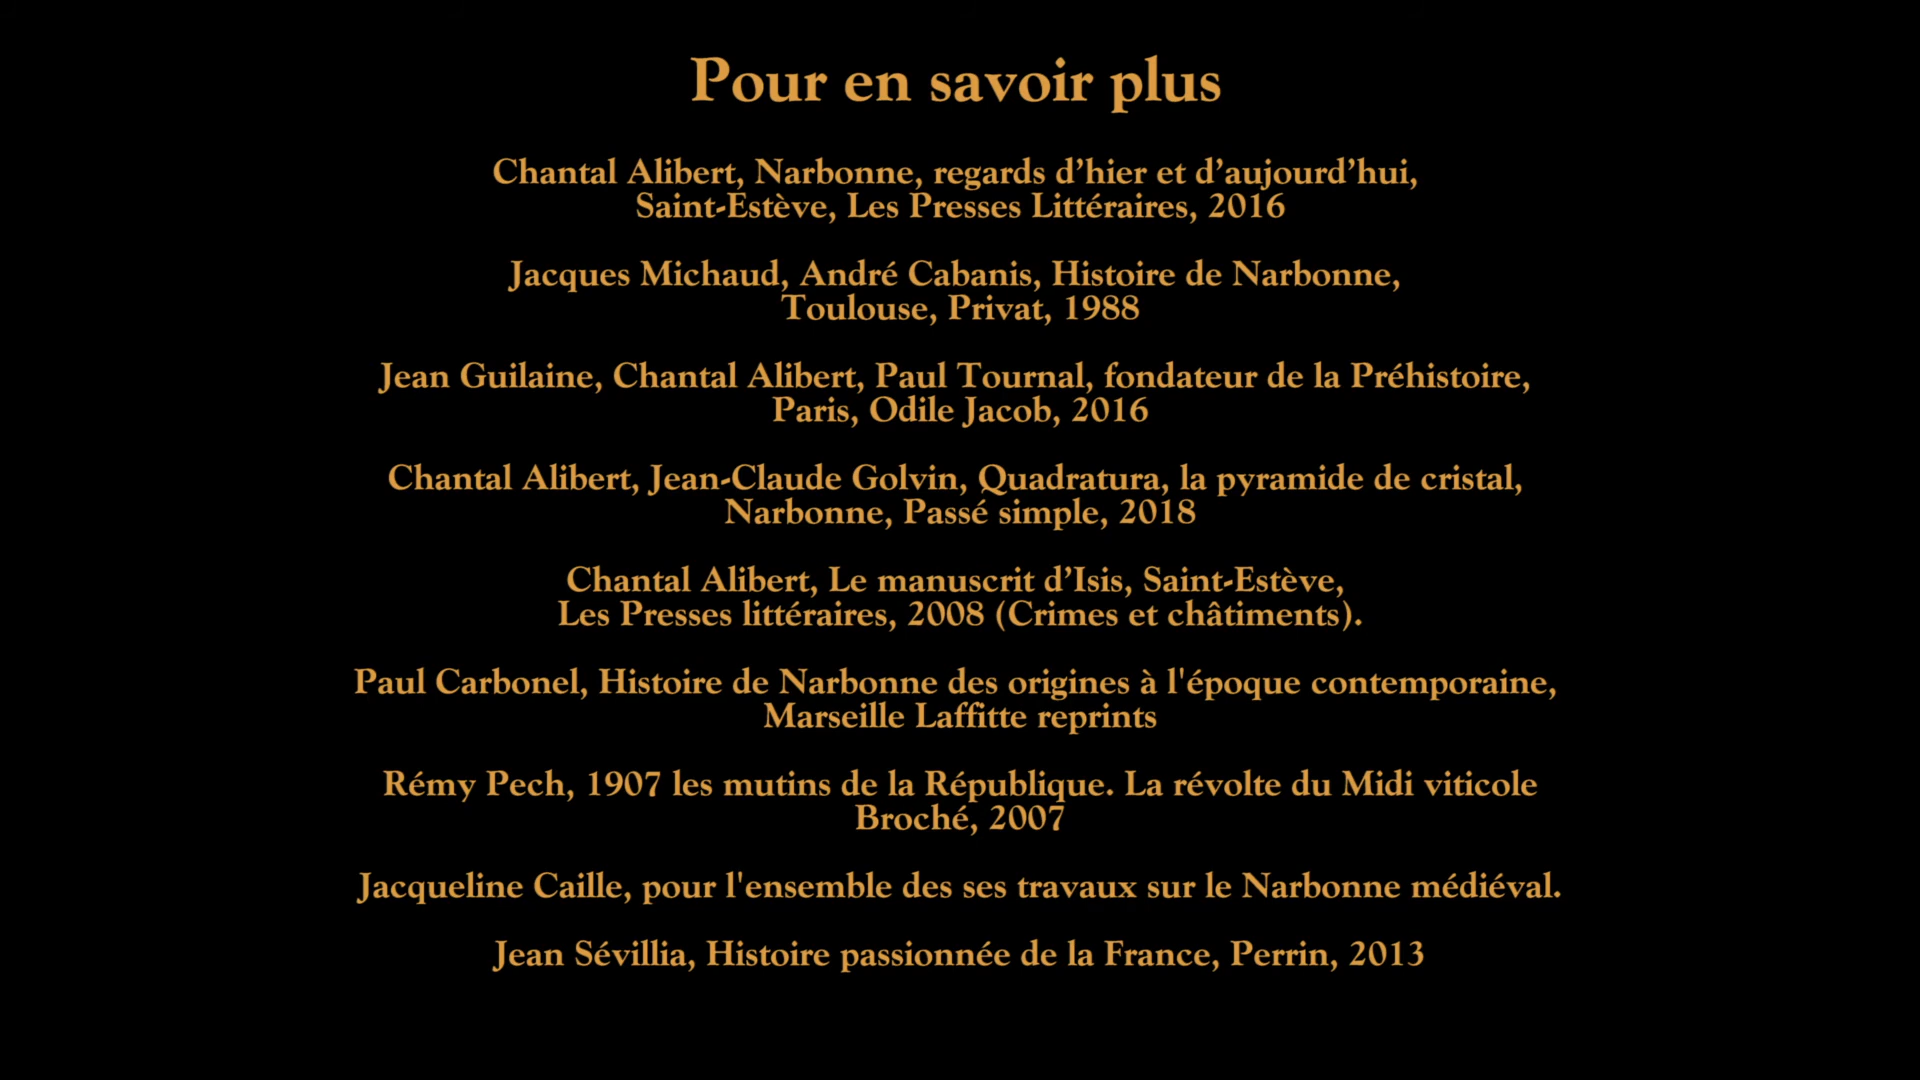 Pour en savoir plus
Chantal Alibert, Narbonne, regards d’hier et d’aujourd’hui,
Saint-Estève, Les Presses Littéraires, 2016
Jacques Michaud, André Cabanis, Histoire de Narbonne,
Toulouse, Privat, 1988
Jean Guilaine, Chantal Alibert, Paul Tournal, fondateur de la Préhistoire,
Paris, Odile Jacob, 2016
Chantal Alibert, Jean-Claude Golvin, Quadratura, la pyramide de cristal,
Narbonne, Passé simple, 2018
Chantal Alibert, Le manuscrit d’Isis, Saint-Estève,
Les Presses littéraires, 2008 (Crimes et châtiments).
Paul Carbonel, Histoire de Narbonne des origines à l'époque contemporaine,
Marseille Laffitte reprints
Rémy Pech, 1907 les mutins de la République. La révolte du Midi viticole
Broché, 2007
Jacqueline Caille, pour l'ensemble des ses travaux sur le Narbonne médiéval.
Jean Sévillia, Histoire passionnée de la France, Perrin, 2013